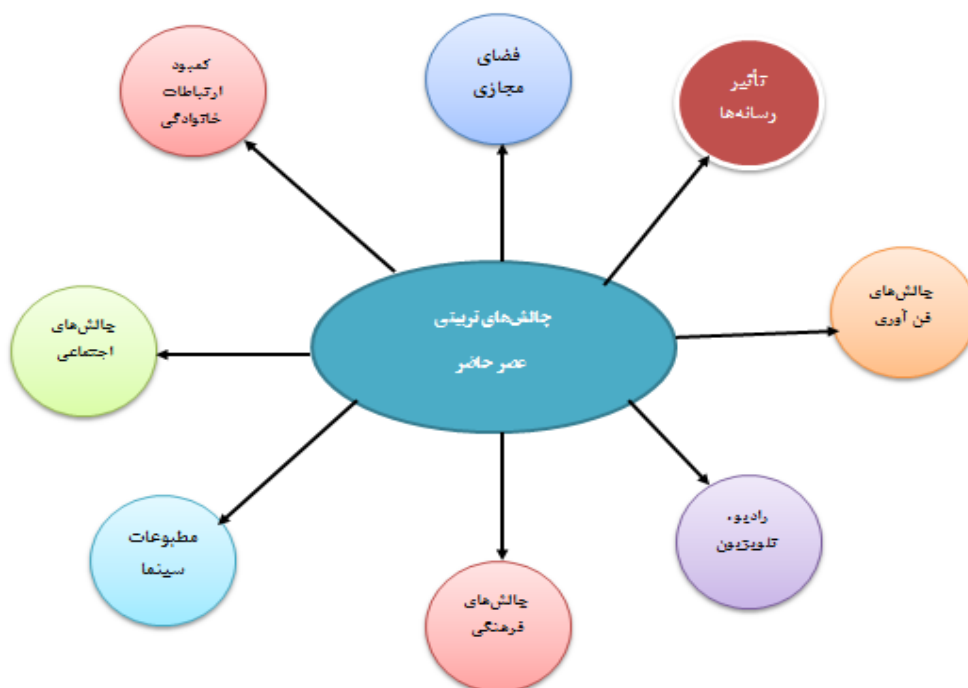 کمبود
ارتباطات
خانوادگی
فضای
مجازی
تأثیر
رسانه‌ها
چالش‌های
فن آوری
چالش‌های تربیتی
عصر حاضر
چالش‌های
اجتماعی
رادیو،
تلویزیون
مطبوعات
سینما
چالش‌های
فرهنگی